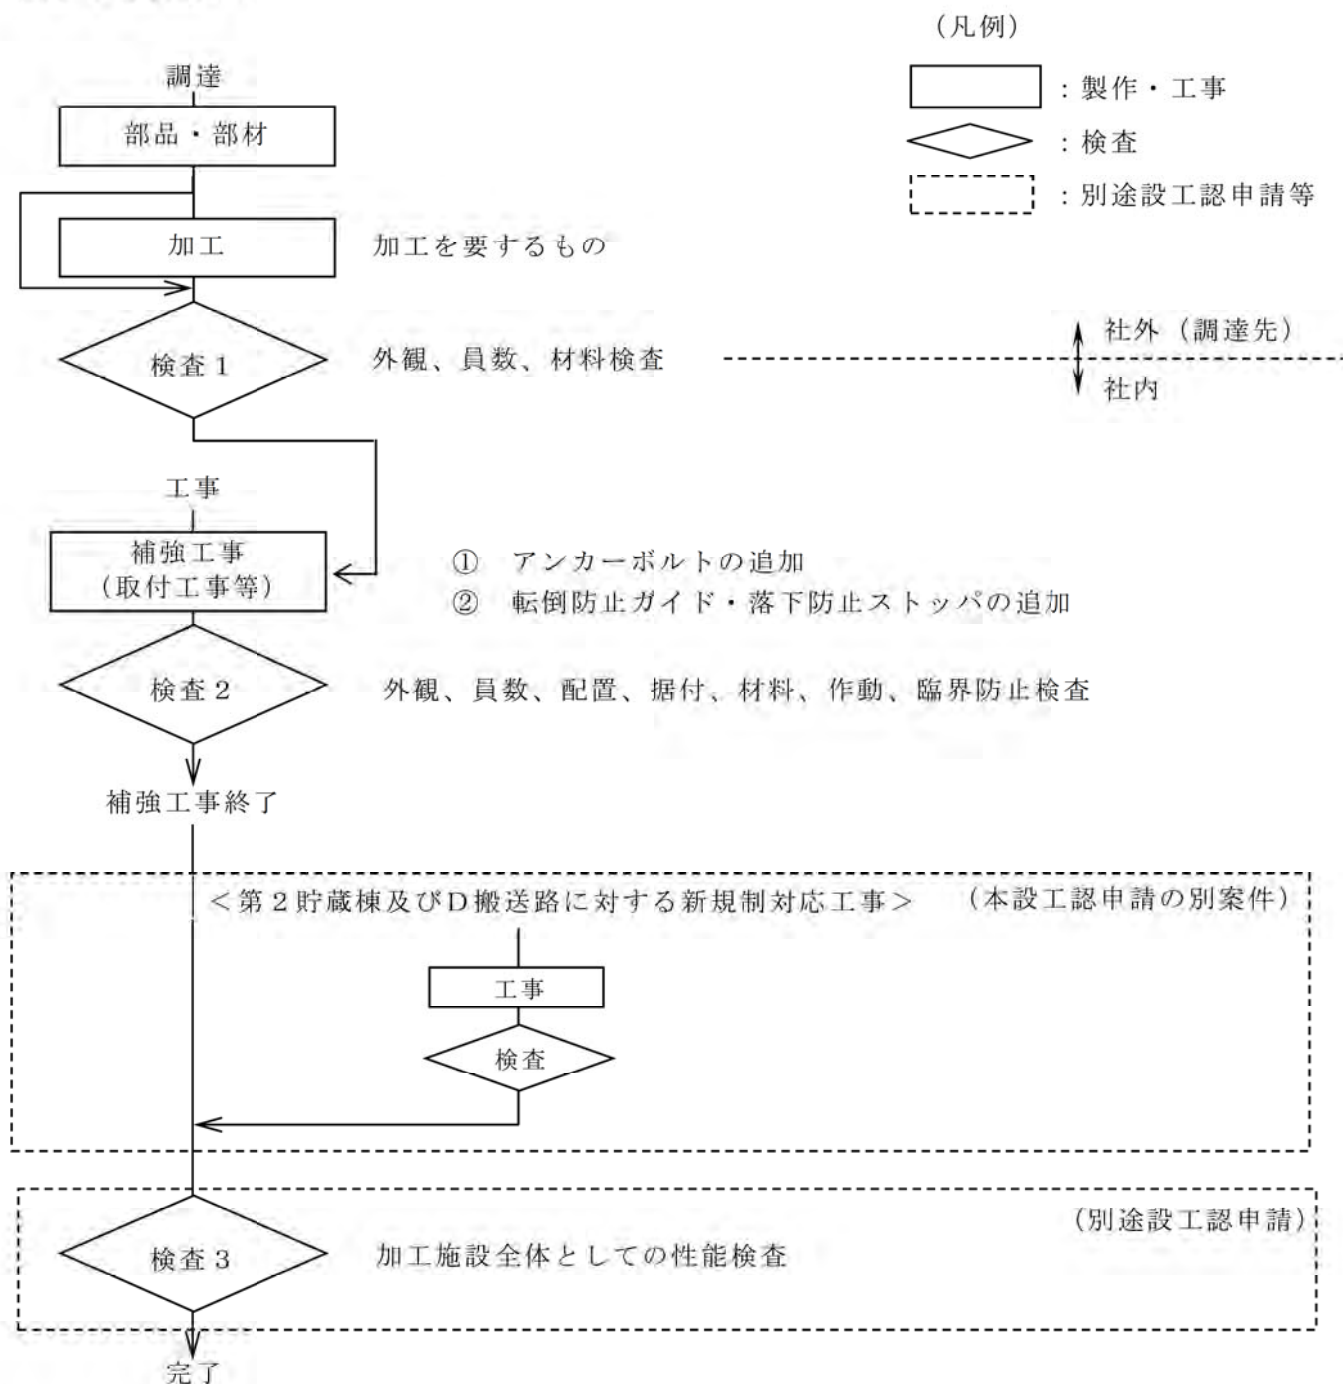 (凡例)
:製作・工事
:検査
:別途設工認申請等
調達
部品・部材
加工
加工を要するもの
検査1
外観、員数、材料検査
社外(調達先)
社内
工事
補強工事
(取付工事等)
① アンカーボルトの追加
② 転倒防止ガイド・落下防止ストッパの追加
検査2
外観、員数、配置、据付、材料、作動、臨界防止検査
補強工事終了
<第2貯蔵棟及びD搬送路に対する新規制対応工事> (本設工認申請の別案件)
工事
検査
(別途設工認申請)
検査3
加工施設全体としての性能検査
完了